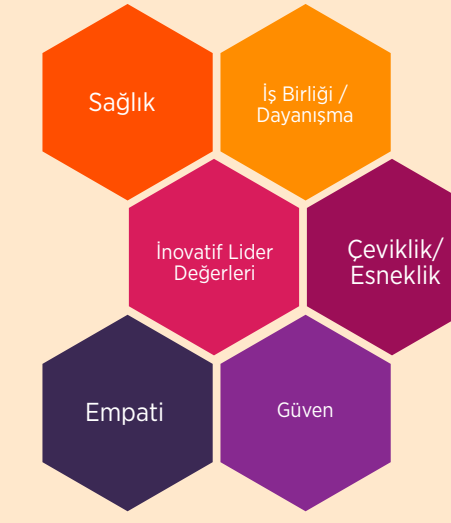 Sağlık
İş Birliği /
Dayanışma
İnovatif Lider
Değerleri
Çeviklik/
Esneklik
Empati
Güven